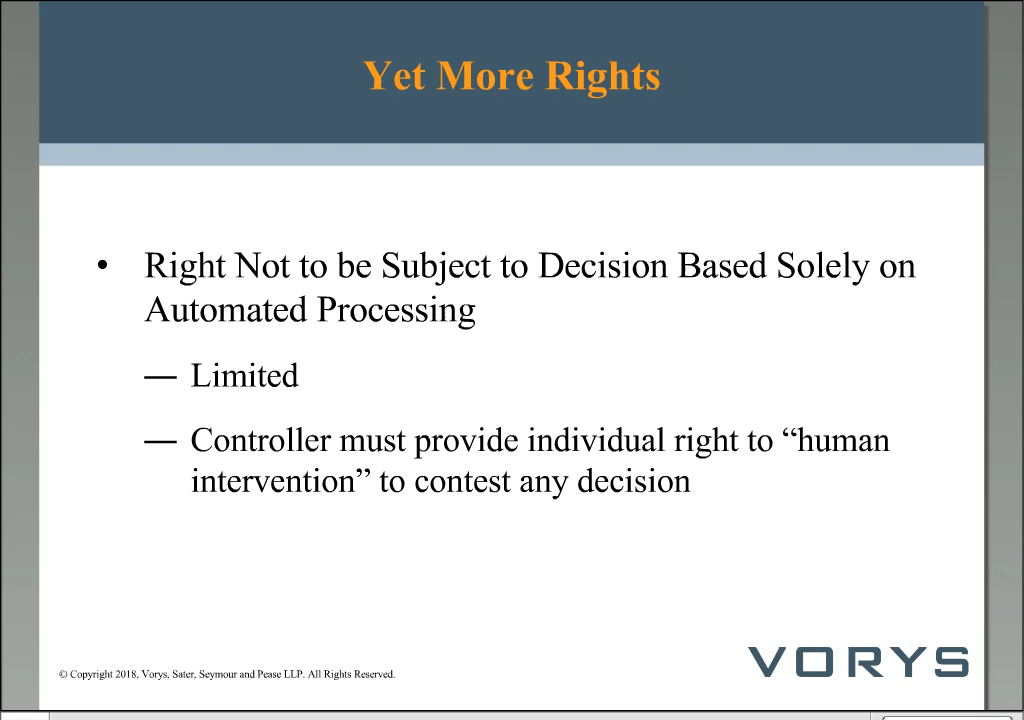 Yet More Rights
• Right Not to be Subject to Decision Based Solely on
Automated Processing
— Limited
— Controller must provide individual right to “human
intervention” to contest any decision
© Copyright 2018, Vorys, Sater, Seymour and Pease LLP. All Rights Reserved.
VORYS